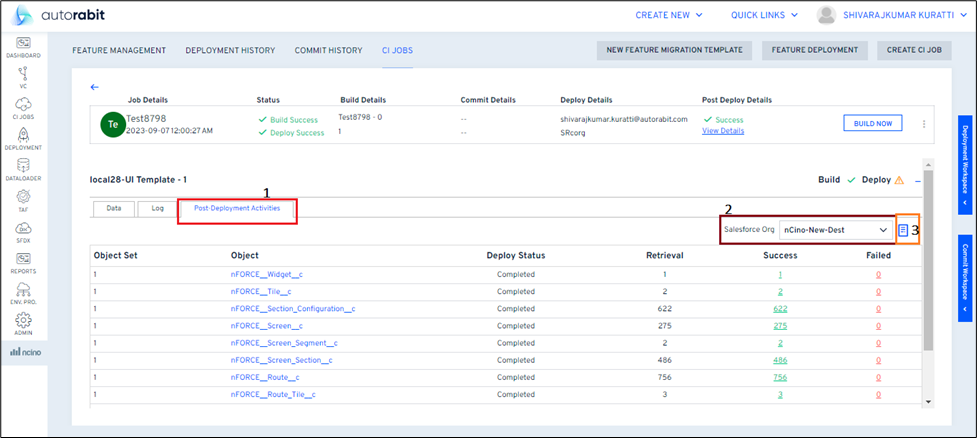 autorabit
CREATE NEW QUICK LINKS SHIVARAJKUMAR KURATTI
DASHBOARD
VC
CI JOBS
DEPLOYMENT
DATALOADER
TAF
SFDX
REPORTS
ENV. PRO.
ADMIN
ncino
FEATURE MANAGEMENT DEPLOYMENT HISTORY COMMIT HISTORY CI JOBS NEW FEATURE MIGRATION TEMPLATE FEATURE DEPLOYMENT CREATE CI JOB
Job Details Status Build Details Commit Details Deploy Details Post Deploy Details
Te Test8798 Build Success Test8798 - 0 -- shivarajkumar.kuratti@autorabit.com Success BUILD NOW
2023-09-07 12:00:27 AM Deploy Success 1 -- SRcorg View Details
Deployment Workspace
Commit Workspace
local28-UI Template - 1 Build Deploy
1
Data Log Post-Deployment Activities
2
Salesforce Org nCino-New-Dest 3
Object Set Object Deploy Status Retrieval Success Failed
1 nFORCE__Widget__c Completed 1 1 0
1 nFORCE__Tile__c Completed 2 2 0
1 nFORCE__Section_Configuration__c Completed 622 622 0
1 nFORCE__Screen__c Completed 275 275 0
1 nFORCE__Screen_Segment__c Completed 2 2 0
1 nFORCE__Screen_Section__c Completed 486 486 0
1 nFORCE__Route__c Completed 756 756 0
1 nFORCE__Route_Tile__c Completed 3 3 0